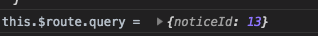 }
this.$route.query = ▶{noticeId: 13}